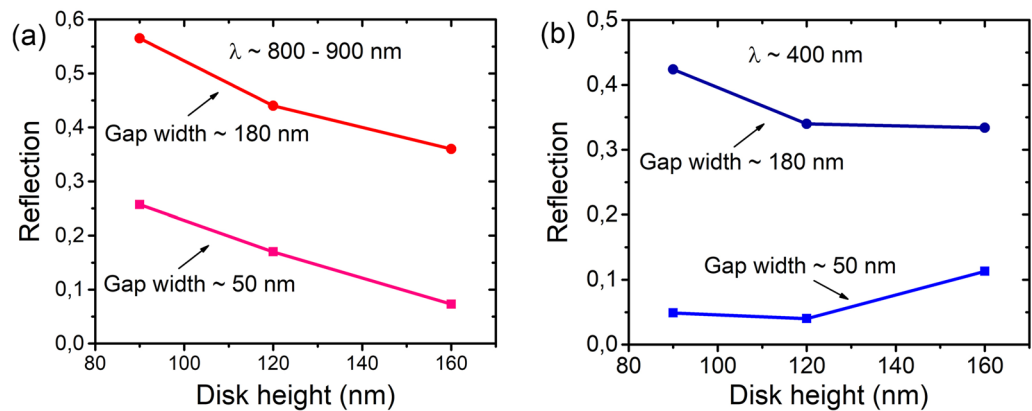 (a)
0,6
0,5
0,4
0,3
0,2
0,1
0,0
Reflection
λ ~ 800 - 900 nm
Gap width ~ 180 nm
Gap width ~ 50 nm
80 100 120 140 160
Disk height (nm)
(b)
0,5
0,4
0,3
0,2
0,1
0,0
Reflection
λ ~ 400 nm
Gap width ~ 180 nm
Gap width ~ 50 nm
80 100 120 140 160
Disk height (nm)